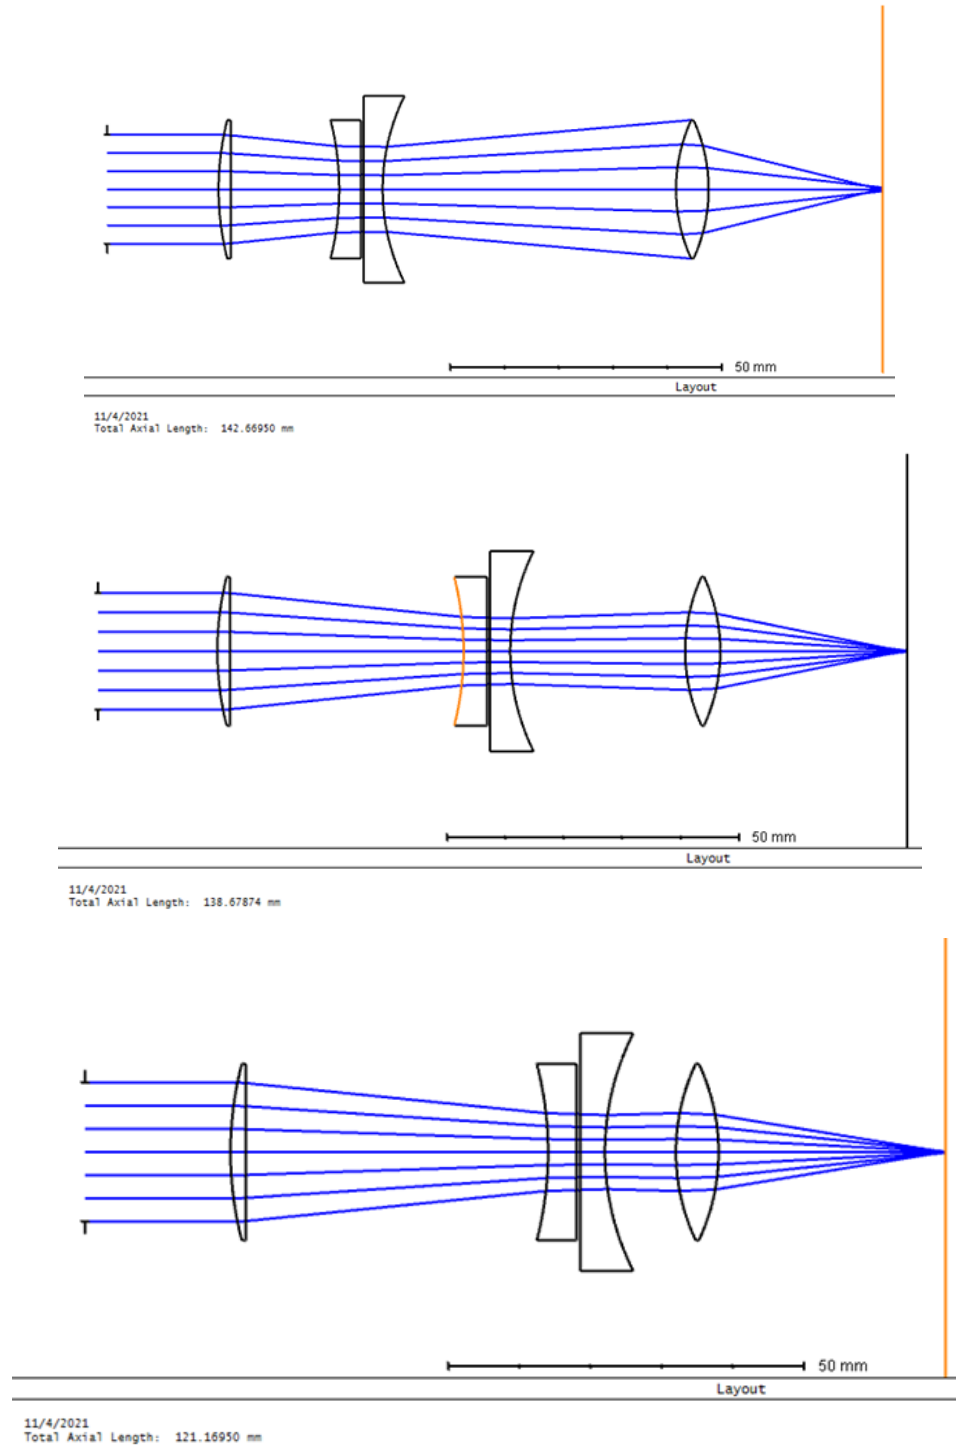 50 mm
Layout
11/4/2021
Total Axial Length: 142.66950 mm
50 mm
Layout
11/4/2021
Total Axial Length: 138.67874 mm
50 mm
Layout
11/4/2021
Total Axial Length: 121.16950 mm